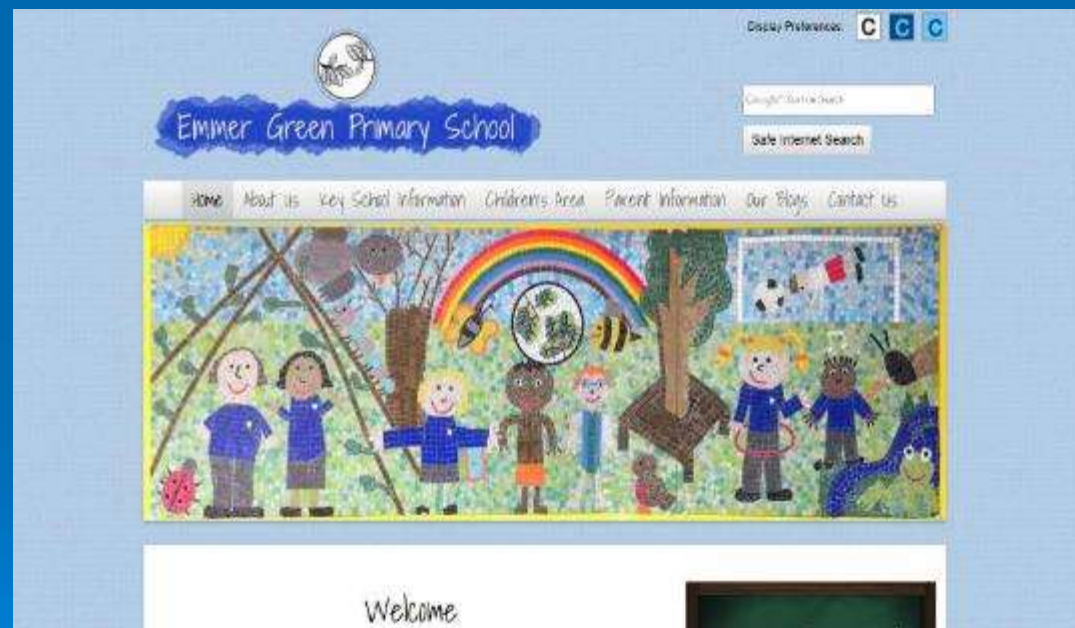 Display Preferences: C C C
Emmer Green Primary School
Safe Internet Search
Home About Us Key School Information Children's Area Parent Information Our Blogs Contact Us
Welcome